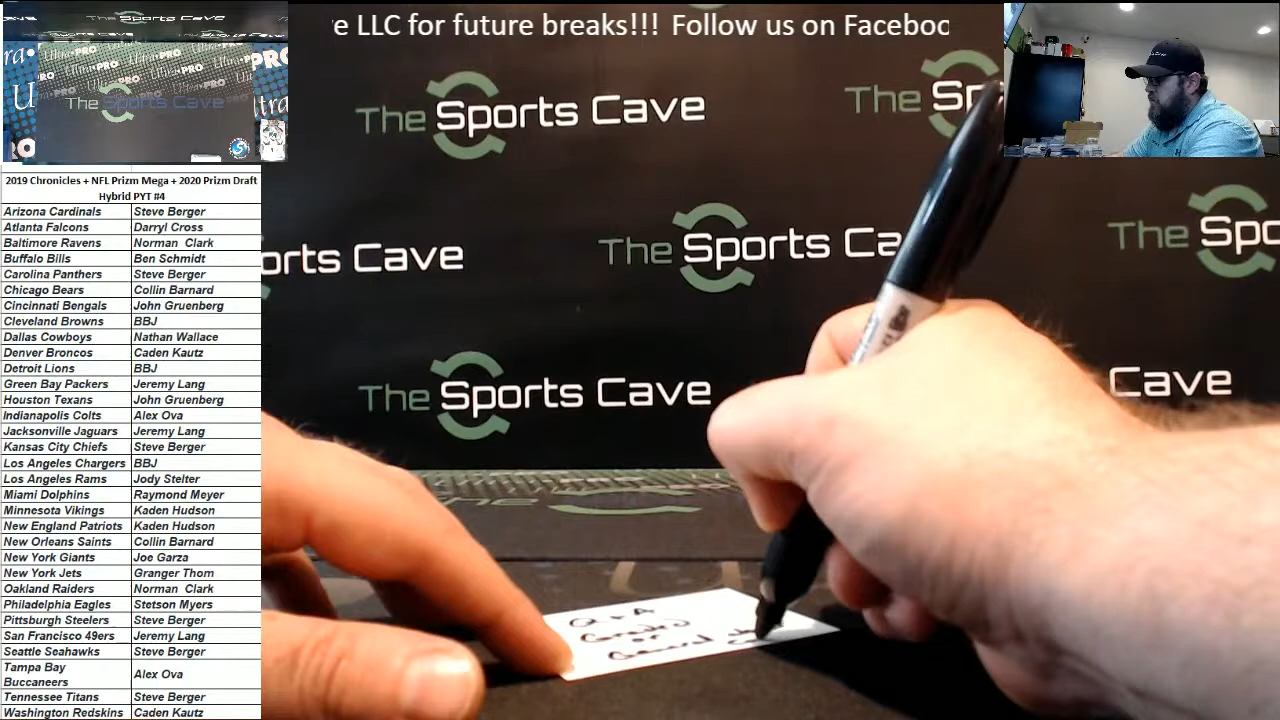 e LLC for future breaks!!! Follow us on Faceboo
The Sports Cave
The Sp
The Sports Cave
orts Cave
The Sports Ca
The Spo
The Sports Cave
Cave
Ultra PRO
2019 Chronicles + NFL Prizm Mega + 2020 Prizm Draft
Hybrid PYT #4
Arizona Cardinals Steve Berger
Atlanta Falcons Darryl Cross
Baltimore Ravens Norman Clark
Buffalo Bills Ben Schmidt
Carolina Panthers Steve Berger
Chicago Bears Collin Barnard
Cincinnati Bengals John Gruenberg
Cleveland Browns BBJ
Dallas Cowboys Nathan Wallace
Denver Broncos Caden Kautz
Detroit Lions BBJ
Green Bay Packers Jeremy Lang
Houston Texans John Gruenberg
Indianapolis Colts Alex Ova
Jacksonville Jaguars Jeremy Lang
Kansas City Chiefs Steve Berger
Los Angeles Chargers BBJ
Los Angeles Rams Jody Stelter
Miami Dolphins Raymond Meyer
Minnesota Vikings Kaden Hudson
New England Patriots Kaden Hudson
New Orleans Saints Collin Barnard
New York Giants Joe Garza
New York Jets Granger Thom
Oakland Raiders Norman Clark
Philadelphia Eagles Stetson Myers
Pittsburgh Steelers Steve Berger
San Francisco 49ers Jeremy Lang
Seattle Seahawks Steve Berger
Tampa Bay
Buccaneers Alex Ova
Tennessee Titans Steve Berger
Washington Redskins Caden Kautz